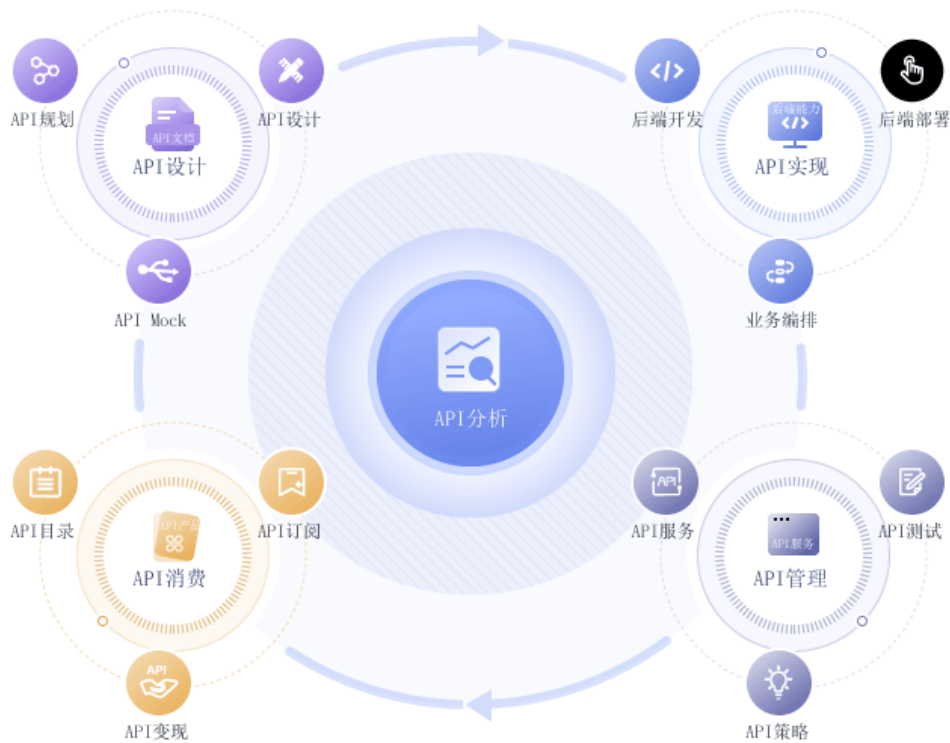 API规划
API设计
API文档
API设计
API Mock
后端开发
后端部署
后端能力
API实现
业务编排
API分析
API目录
API订阅
API产品
API消费
API
API变现
API
API服务
API测试
API服务
API管理
API策略